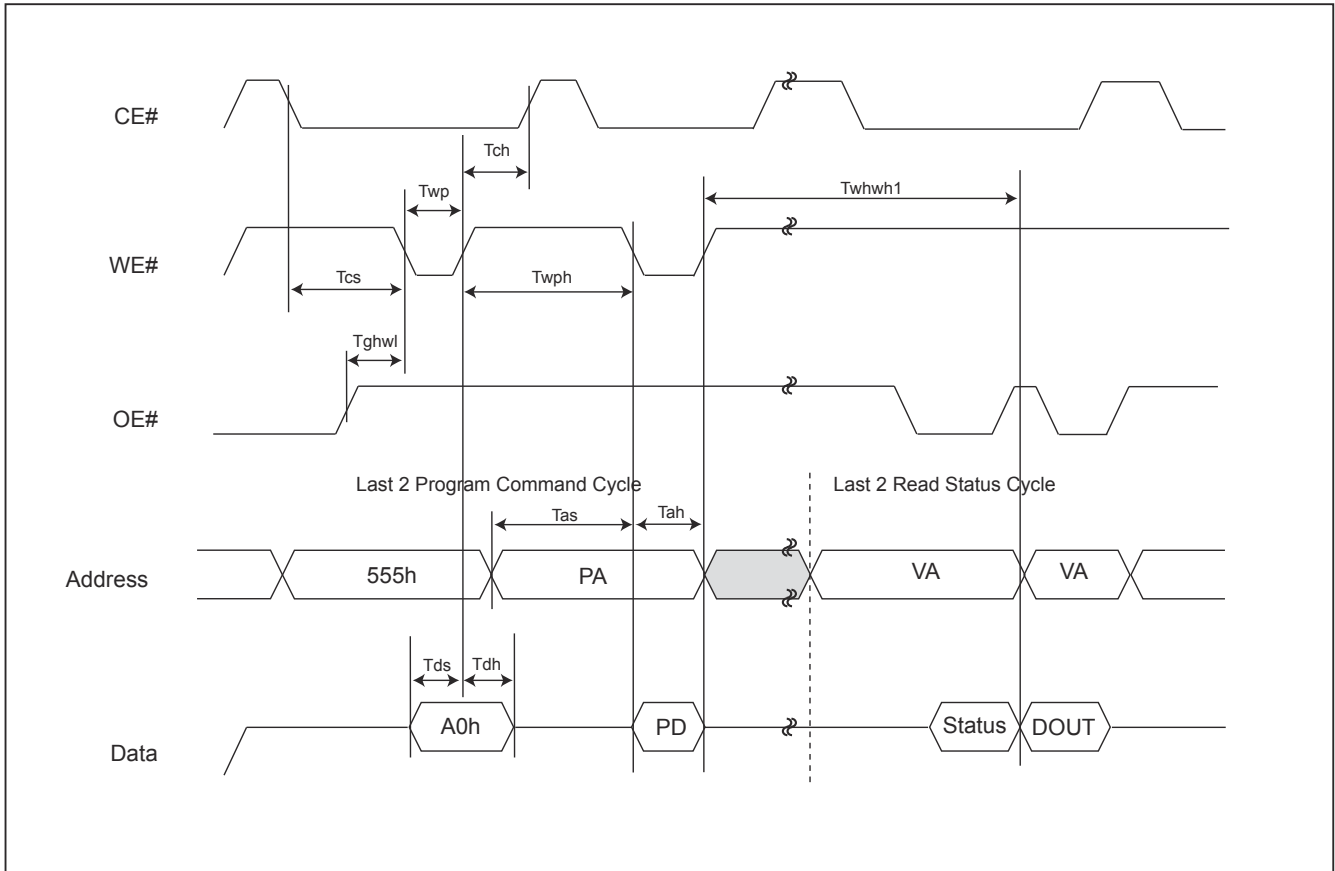 CE#
Tch
Twp
Twhwh1
WE#
Tcs
Twph
Tghwl
OE#
Last 2 Program Command Cycle
Last 2 Read Status Cycle
Tas
Tah
Address
555h
PA
VA
VA
Tds
Tdh
Data
A0h
PD
Status
DOUT